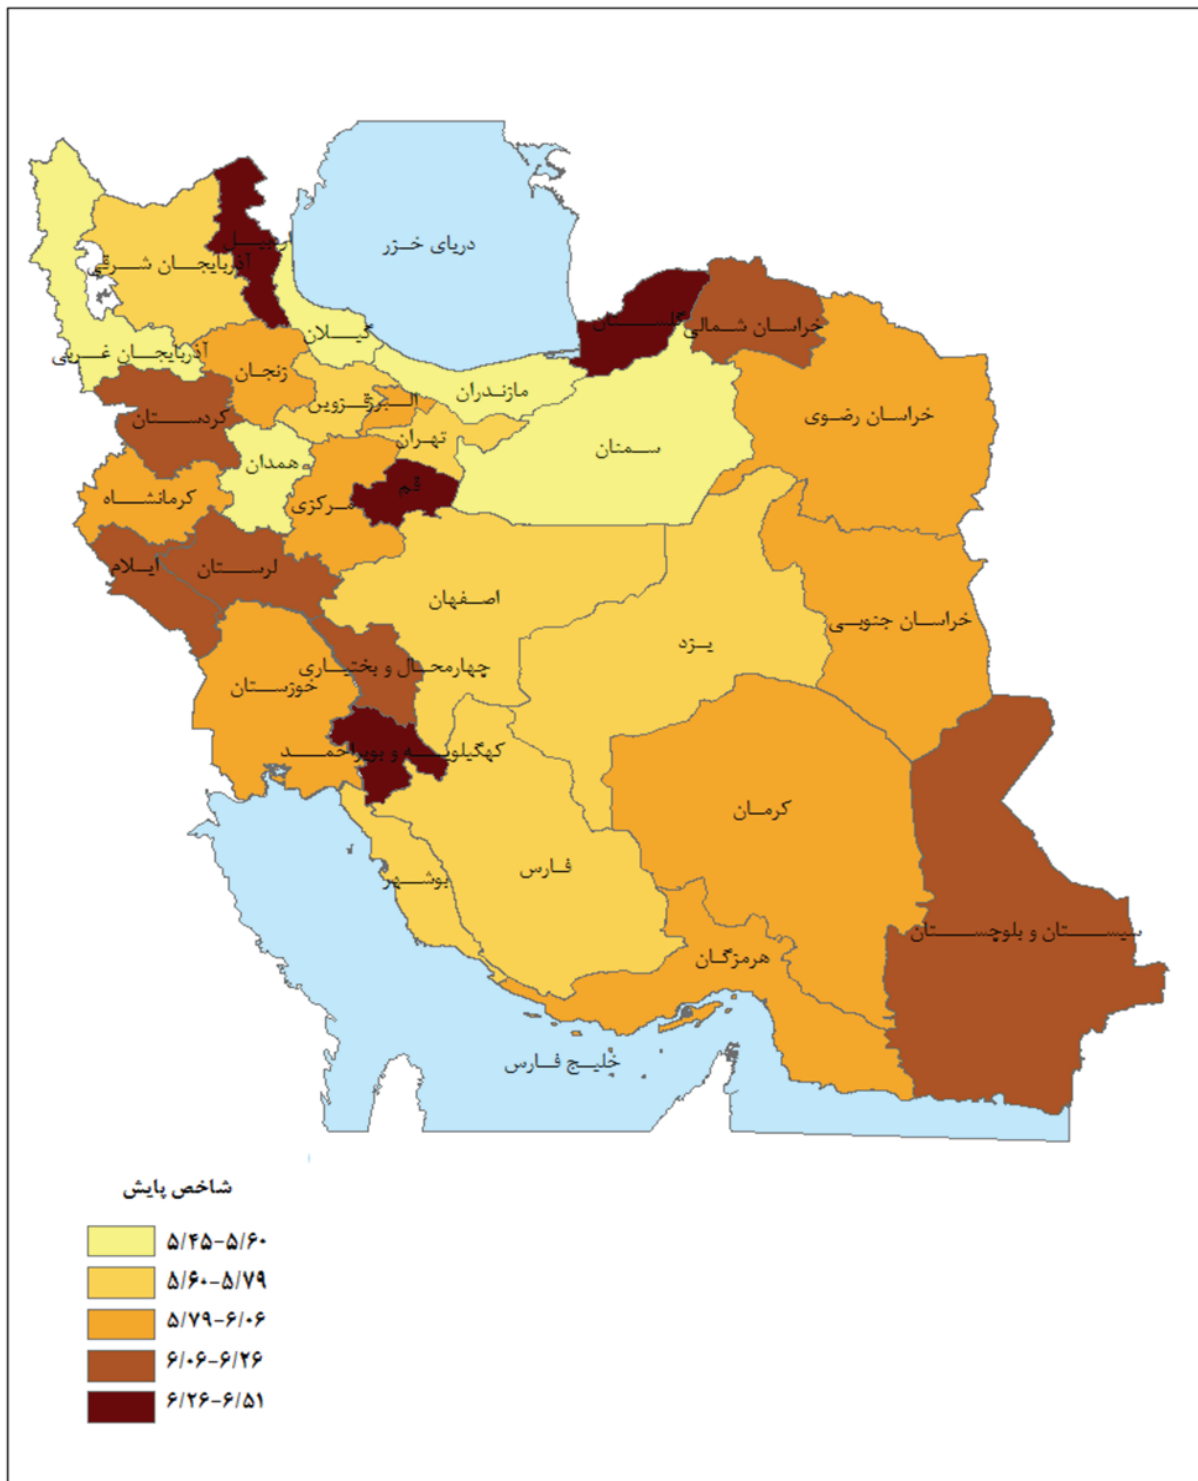 دریای خزر
اردبیل
آذربایجان شرقی
گیلان
گلستان
خراسان شمالی
آذربایجان غربی
زنجان
مازندران
البرز
قزوین
خراسان رضوی
کردستان
تهران
سمنان
همدان
قم
کرمانشاه
مرکزی
ایلام
لرستان
اصفهان
خراسان جنوبی
یزد
چهارمحال و بختیاری
خوزستان
کهگیلویه و بویراحمد
کرمان
فارس
بوشهر
سیستان و بلوچستان
هرمزگان
خلیج فارس
شاخص پایش
۵/۴۵-۵/۶۰
۵/۶۰-۵/۷۹
۵/۷۹-۶/۰۶
۶/۰۶-۶/۲۶
۶/۲۶-۶/۵۱